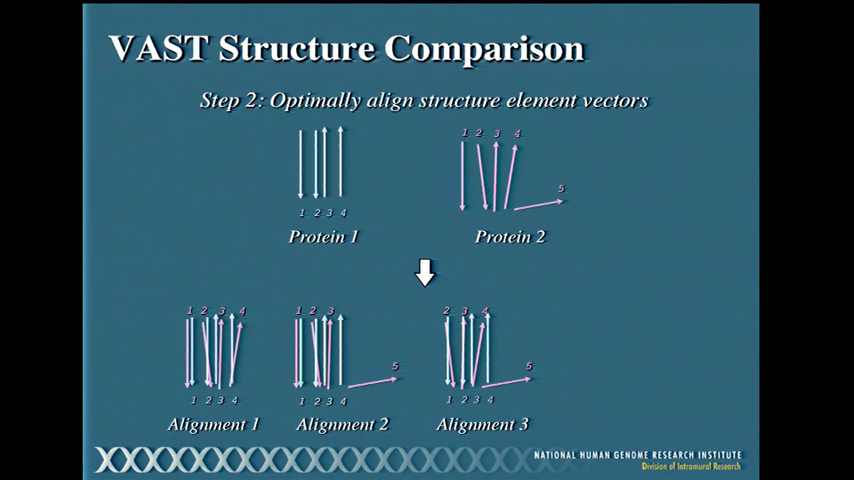 VAST Structure Comparison
Step 2: Optimally align structure element vectors
1 2 3 4
5
1 2 3 4
Protein 1 Protein 2
1 2 3 4 1 2 3 2 3 4
5 5
1 2 3 4 1 2 3 4 1 2 3 4
Alignment 1 Alignment 2 Alignment 3
NATIONAL HUMAN GENOME RESEARCH INSTITUTE
Division of Intramural Research